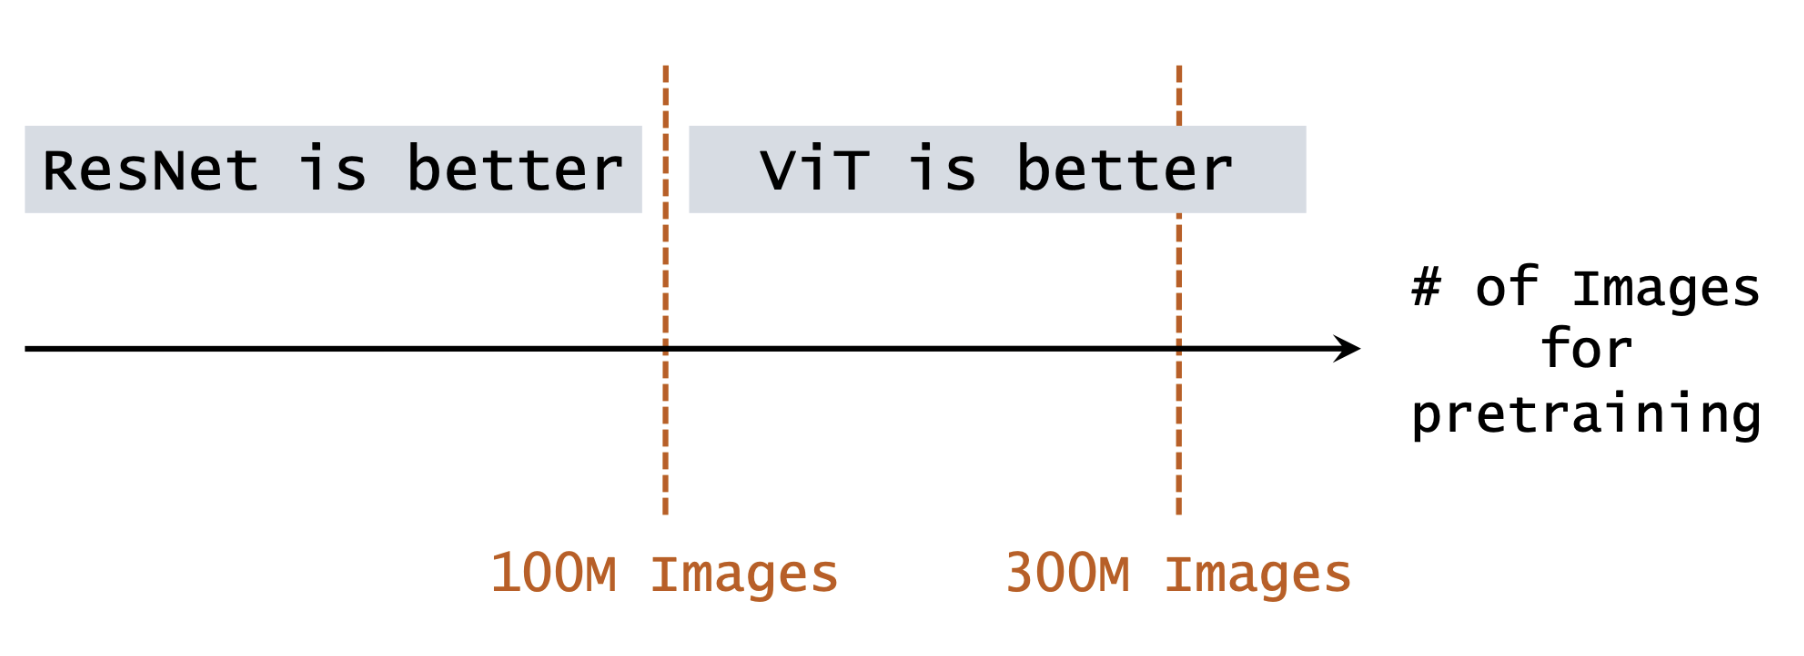 ResNet is better
ViT is better
# of Images
for
pretraining
100M Images
300M Images